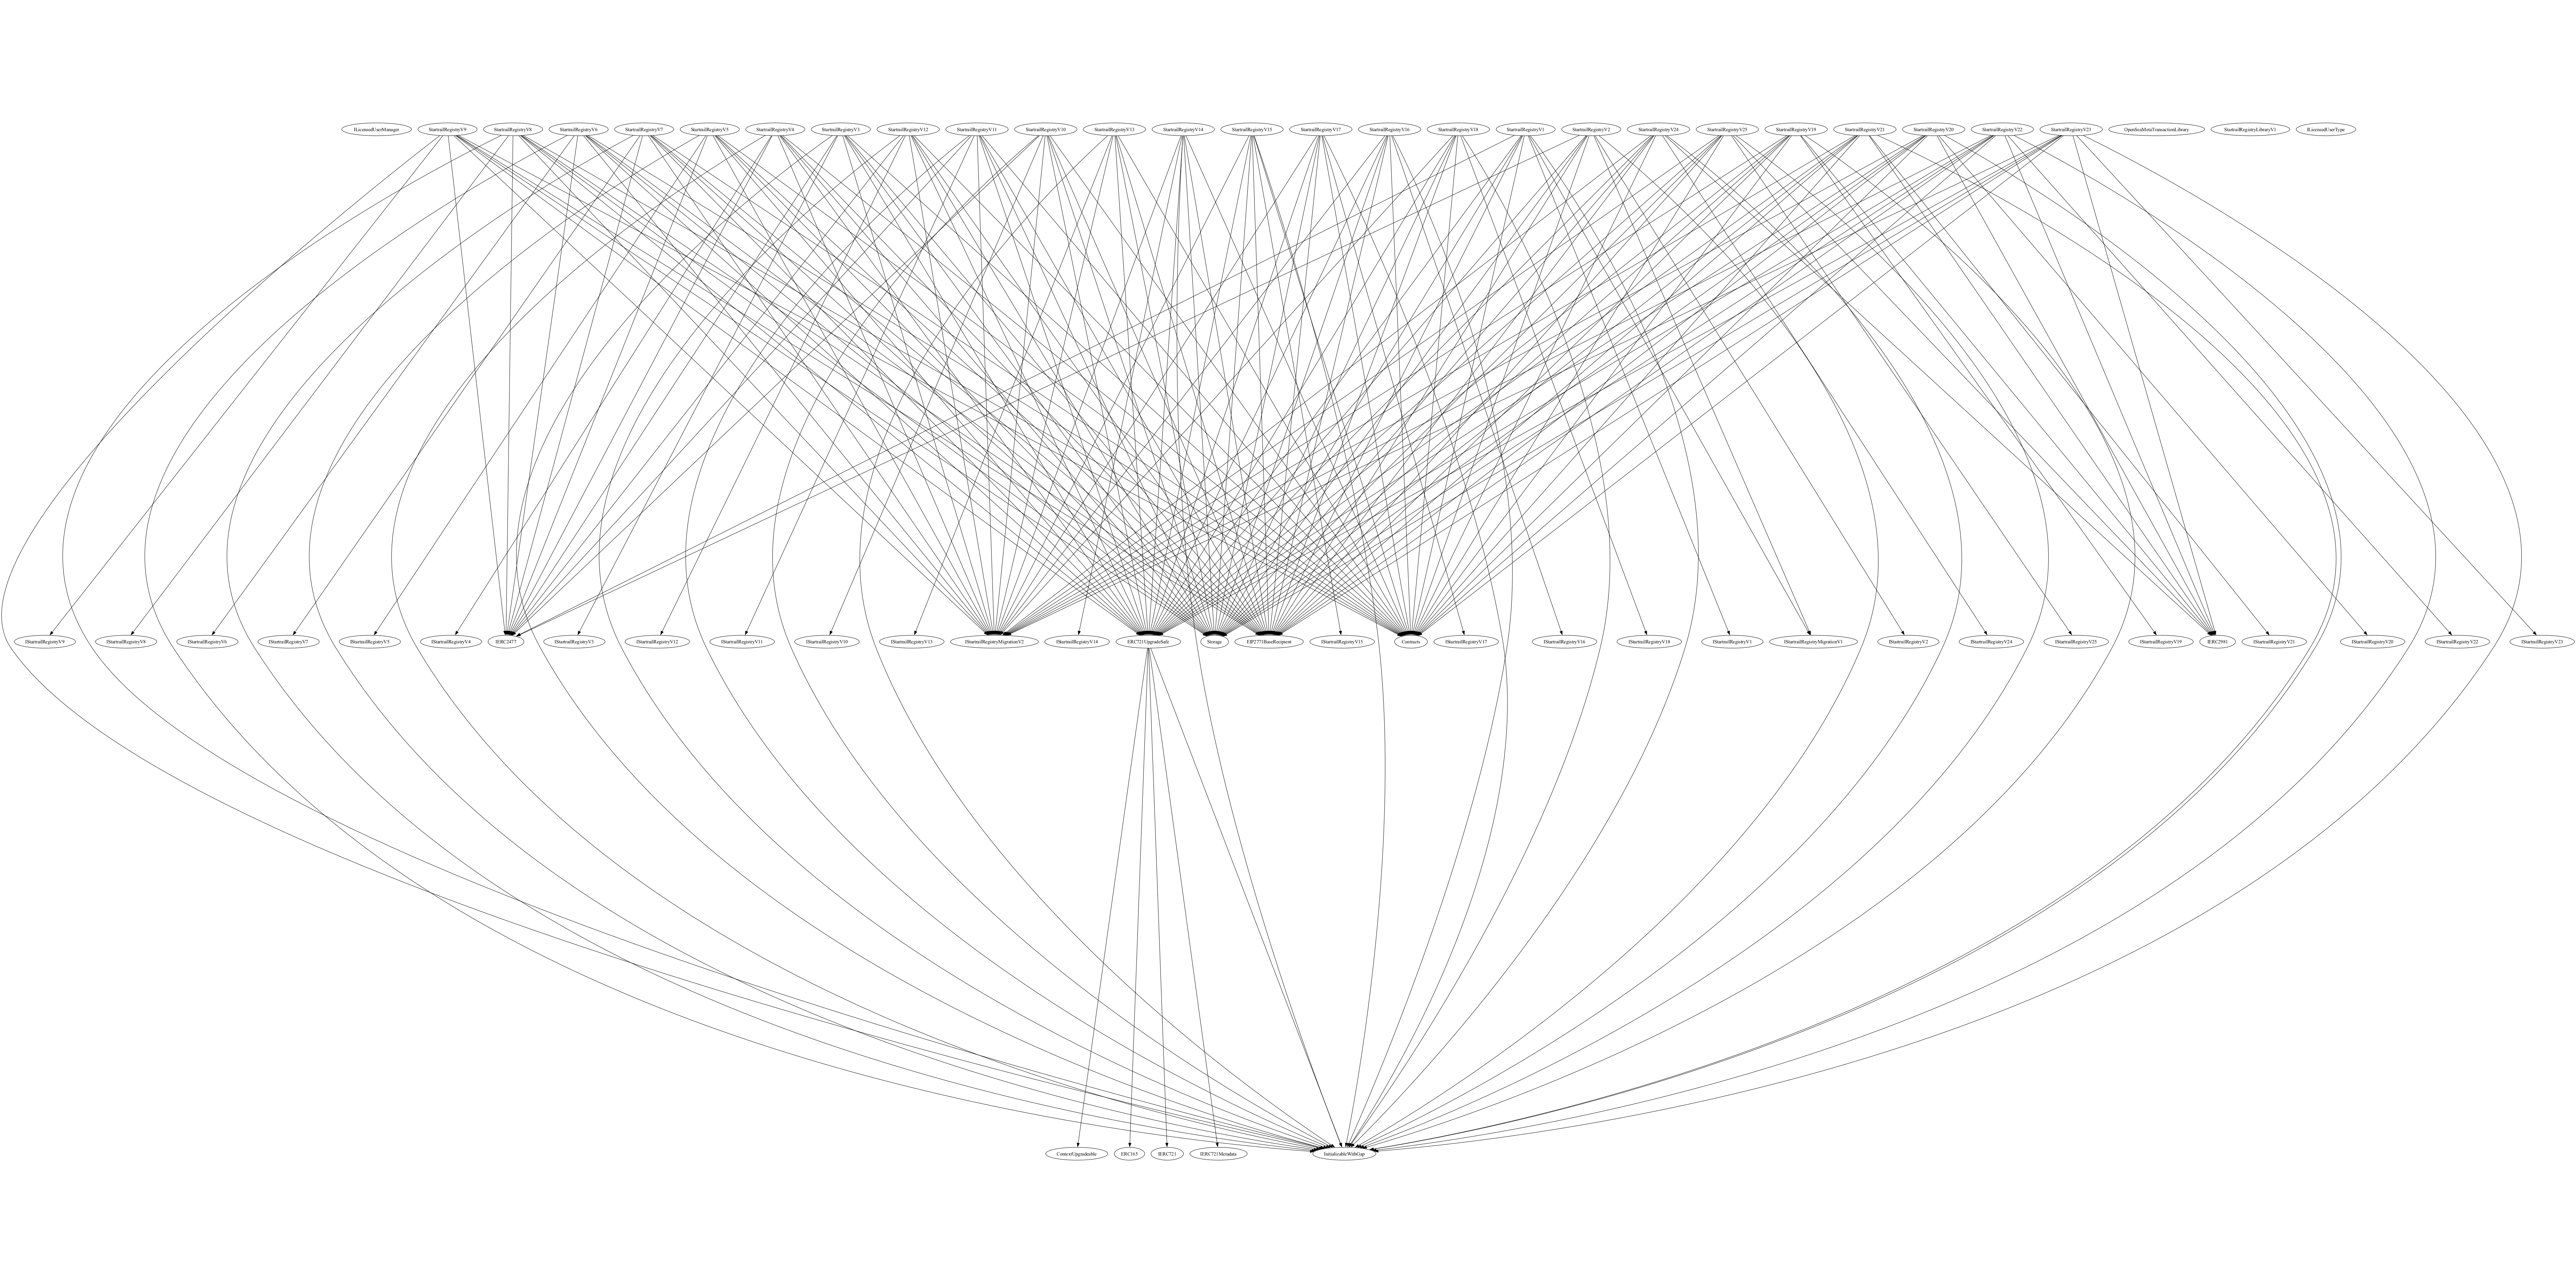 ILicensedUserManager
StartrailRegistryV9
StartrailRegistryV8
StartrailRegistryV6
StartrailRegistryV7
StartrailRegistryV5
StartrailRegistryV4
StartrailRegistryV3
StartrailRegistryV12
StartrailRegistryV11
StartrailRegistryV10
StartrailRegistryV13
StartrailRegistryV14
StartrailRegistryV15
StartrailRegistryV17
StartrailRegistryV16
StartrailRegistryV18
StartrailRegistryV1
StartrailRegistryV2
StartrailRegistryV24
StartrailRegistryV25
StartrailRegistryV19
StartrailRegistryV21
StartrailRegistryV20
StartrailRegistryV22
StartrailRegistryV23
OpenSeaMetaTransactionLibrary
StartrailRegistryLibraryV1
ILicensedUserType
IStartrailRegistryV9
IStartrailRegistryV8
IStartrailRegistryV6
IStartrailRegistryV7
IStartrailRegistryV5
IStartrailRegistryV4
IERC2477
IStartrailRegistryV3
IStartrailRegistryV12
IStartrailRegistryV11
IStartrailRegistryV10
IStartrailRegistryV13
IStartrailRegistryMigrationV2
IStartrailRegistryV14
ERC721UpgradeSafe
Storage
EIP2771BaseRecipient
IStartrailRegistryV15
Contracts
IStartrailRegistryV17
IStartrailRegistryV16
IStartrailRegistryV18
IStartrailRegistryV1
IStartrailRegistryMigrationV1
IStartrailRegistryV2
IStartrailRegistryV24
IStartrailRegistryV25
IStartrailRegistryV19
IERC2981
IStartrailRegistryV21
IStartrailRegistryV20
IStartrailRegistryV22
IStartrailRegistryV23
ContextUpgradeable
ERC165
IERC721
IERC721Metadata
InitializableWithGap